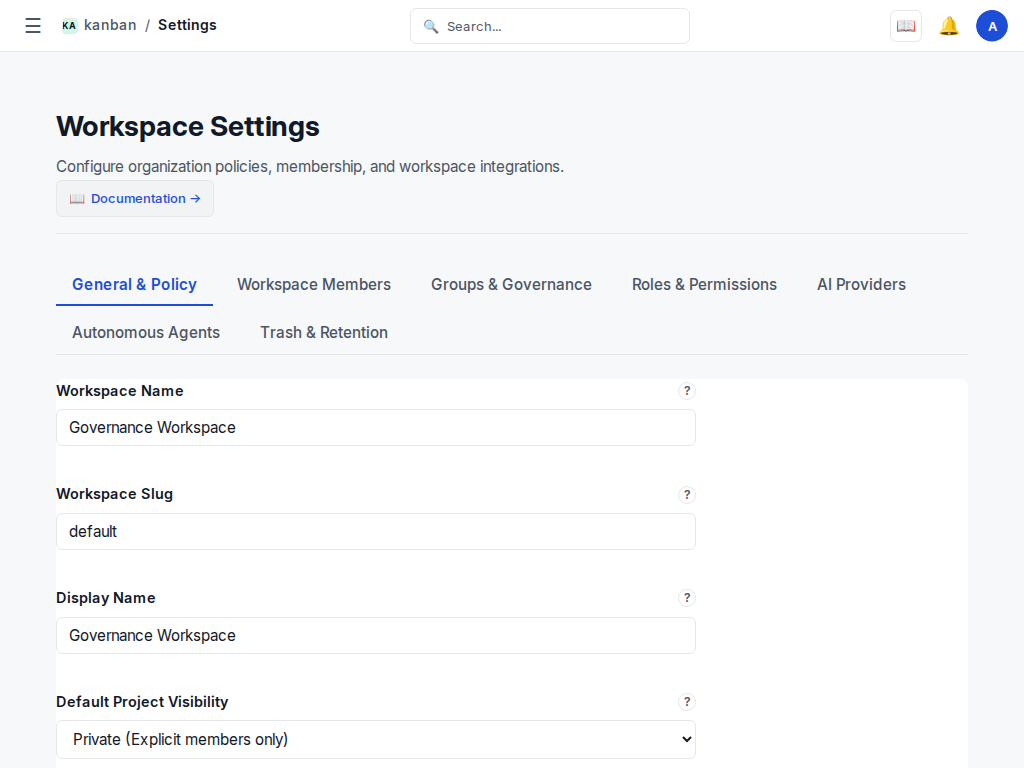 KA kanban / Settings
Search...
A
Workspace Settings
Configure organization policies, membership, and workspace integrations.
Documentation →
General & Policy Workspace Members Groups & Governance Roles & Permissions AI Providers
Autonomous Agents Trash & Retention
Workspace Name ?
Governance Workspace
Workspace Slug ?
default
Display Name ?
Governance Workspace
Default Project Visibility ?
Private (Explicit members only)